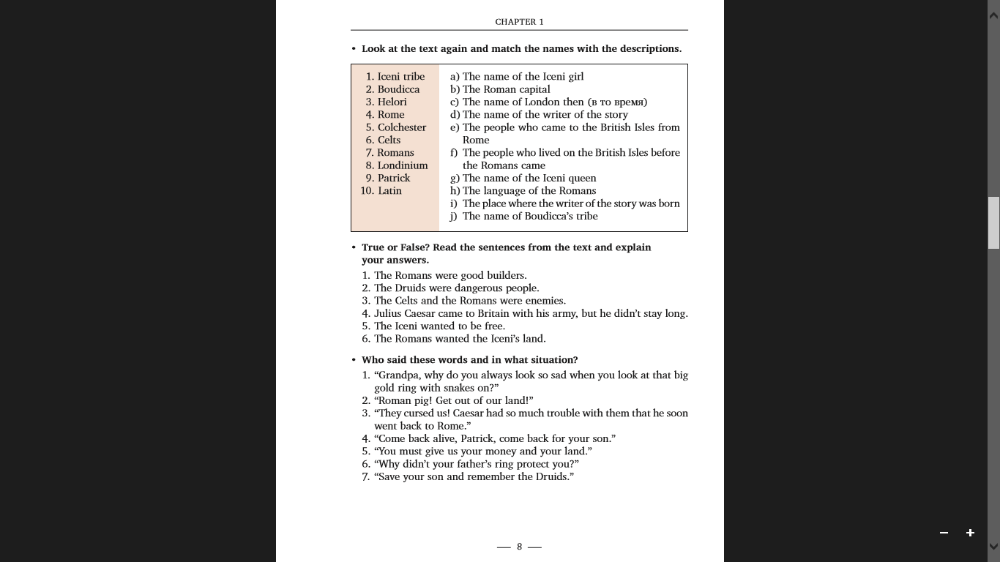 CHAPTER 1
• Look at the text again and match the names with the descriptions.
1. Iceni tribe
2. Boudicca
3. Helori
4. Rome
5. Colchester
6. Celts
7. Romans
8. Londinium
9. Patrick
10. Latin
a) The name of the Iceni girl
b) The Roman capital
c) The name of London then (в то время)
d) The name of the writer of the story
e) The people who came to the British Isles from
Rome
f) The people who lived on the British Isles before
the Romans came
g) The name of the Iceni queen
h) The language of the Romans
i) The place where the writer of the story was born
j) The name of Boudicca’s tribe
• True or False? Read the sentences from the text and explain
your answers.
1. The Romans were good builders.
2. The Druids were dangerous people.
3. The Celts and the Romans were enemies.
4. Julius Caesar came to Britain with his army, but he didn’t stay long.
5. The Iceni wanted to be free.
6. The Romans wanted the Iceni’s land.
• Who said these words and in what situation?
1. “Grandpa, why do you always look so sad when you look at that big
gold ring with snakes on?”
2. “Roman pig! Get out of our land!”
3. “They cursed us! Caesar had so much trouble with them that he soon
went back to Rome.”
4. “Come back alive, Patrick, come back for your son.”
5. “You must give us your money and your land.”
6. “Why didn’t your father’s ring protect you?”
7. “Save your son and remember the Druids.”
— 8 —